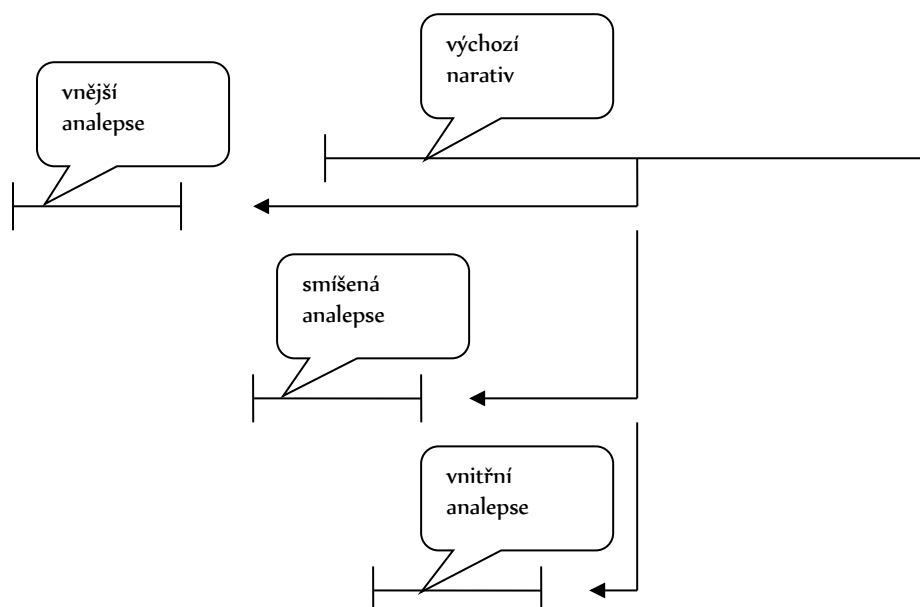 výchozí
narativ
vnější
analepse
smíšená
analepse
vnitřní
analepse